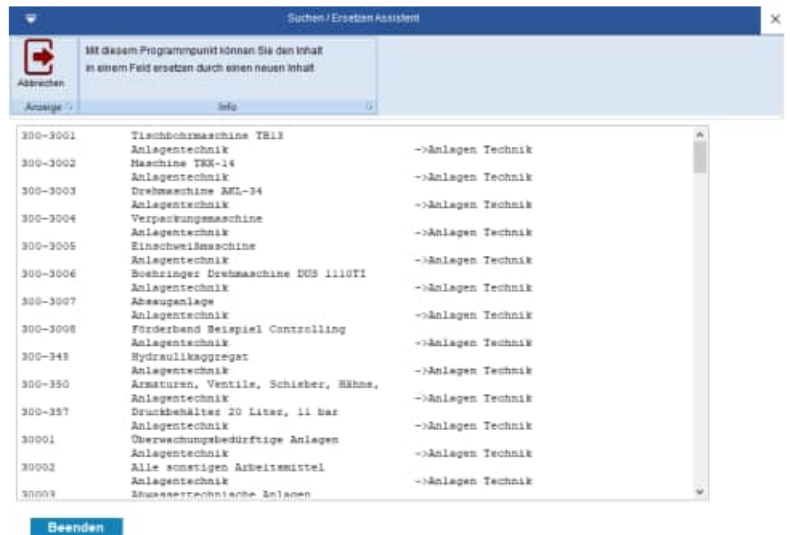 Suchen / Ersetzen Assistent
Mit diesem Programmpunkt können Sie den Inhalt
in einem Feld ersetzen durch einen neuen Inhalt
Abbrechen
Anzeige Info
300-3001 Tischbohrmaschine TB13
Anlagentechnik ->Anlagen Technik
300-3002 Maschine TRX-14
Anlagentechnik ->Anlagen Technik
300-3003 Drehmaschine AKL-34
Anlagentechnik ->Anlagen Technik
300-3004 Verpackungsmaschine
Anlagentechnik ->Anlagen Technik
300-3005 Einschweißmaschine
Anlagentechnik ->Anlagen Technik
300-3006 Boehringer Drehmaschine DUS 1110TI
Anlagentechnik ->Anlagen Technik
300-3007 Absauganlage
Anlagentechnik ->Anlagen Technik
300-3008 Förderband Beispiel Controlling
Anlagentechnik ->Anlagen Technik
300-349 Hydraulikaggregat
Anlagentechnik ->Anlagen Technik
300-350 Armaturen, Ventile, Schieber, Hähne,
Anlagentechnik ->Anlagen Technik
300-357 Druckbehälter 20 Liter, 11 bar
Anlagentechnik ->Anlagen Technik
30001 Überwachungsbedürftige Anlagen
Anlagentechnik ->Anlagen Technik
30002 Alle sonstigen Arbeitsmittel
Anlagentechnik ->Anlagen Technik
30003 Abwassertechnische Anlagen
Beenden